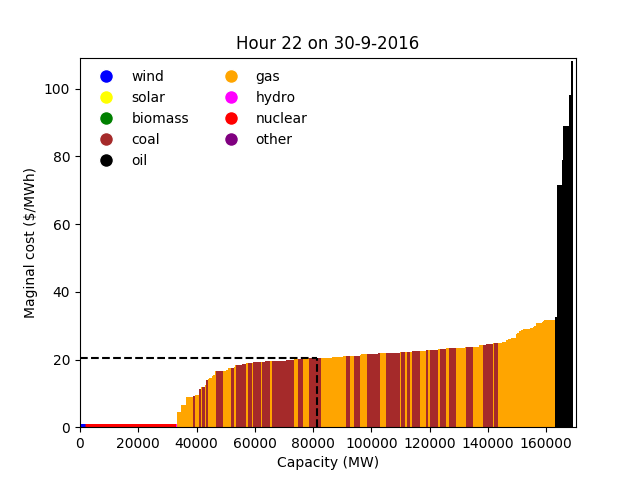 Hour 22 on 30-9-2016
Maginal cost ($/MWh)
100
80
60
40
20
0
wind
solar
biomass
coal
oil
gas
hydro
nuclear
other
0 20000 40000 60000 80000 100000 120000 140000 160000
Capacity (MW)